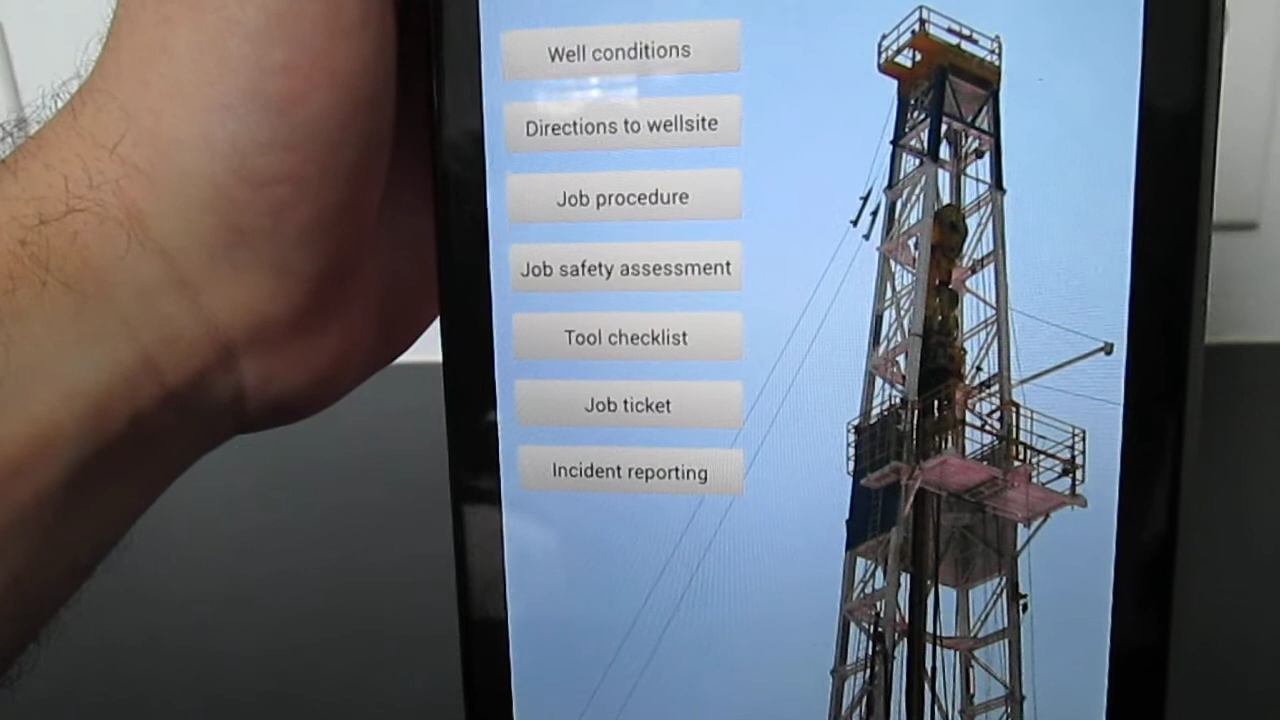 Well conditions
Directions to wellsite
Job procedure
Job safety assessment
Tool checklist
Job ticket
Incident reporting